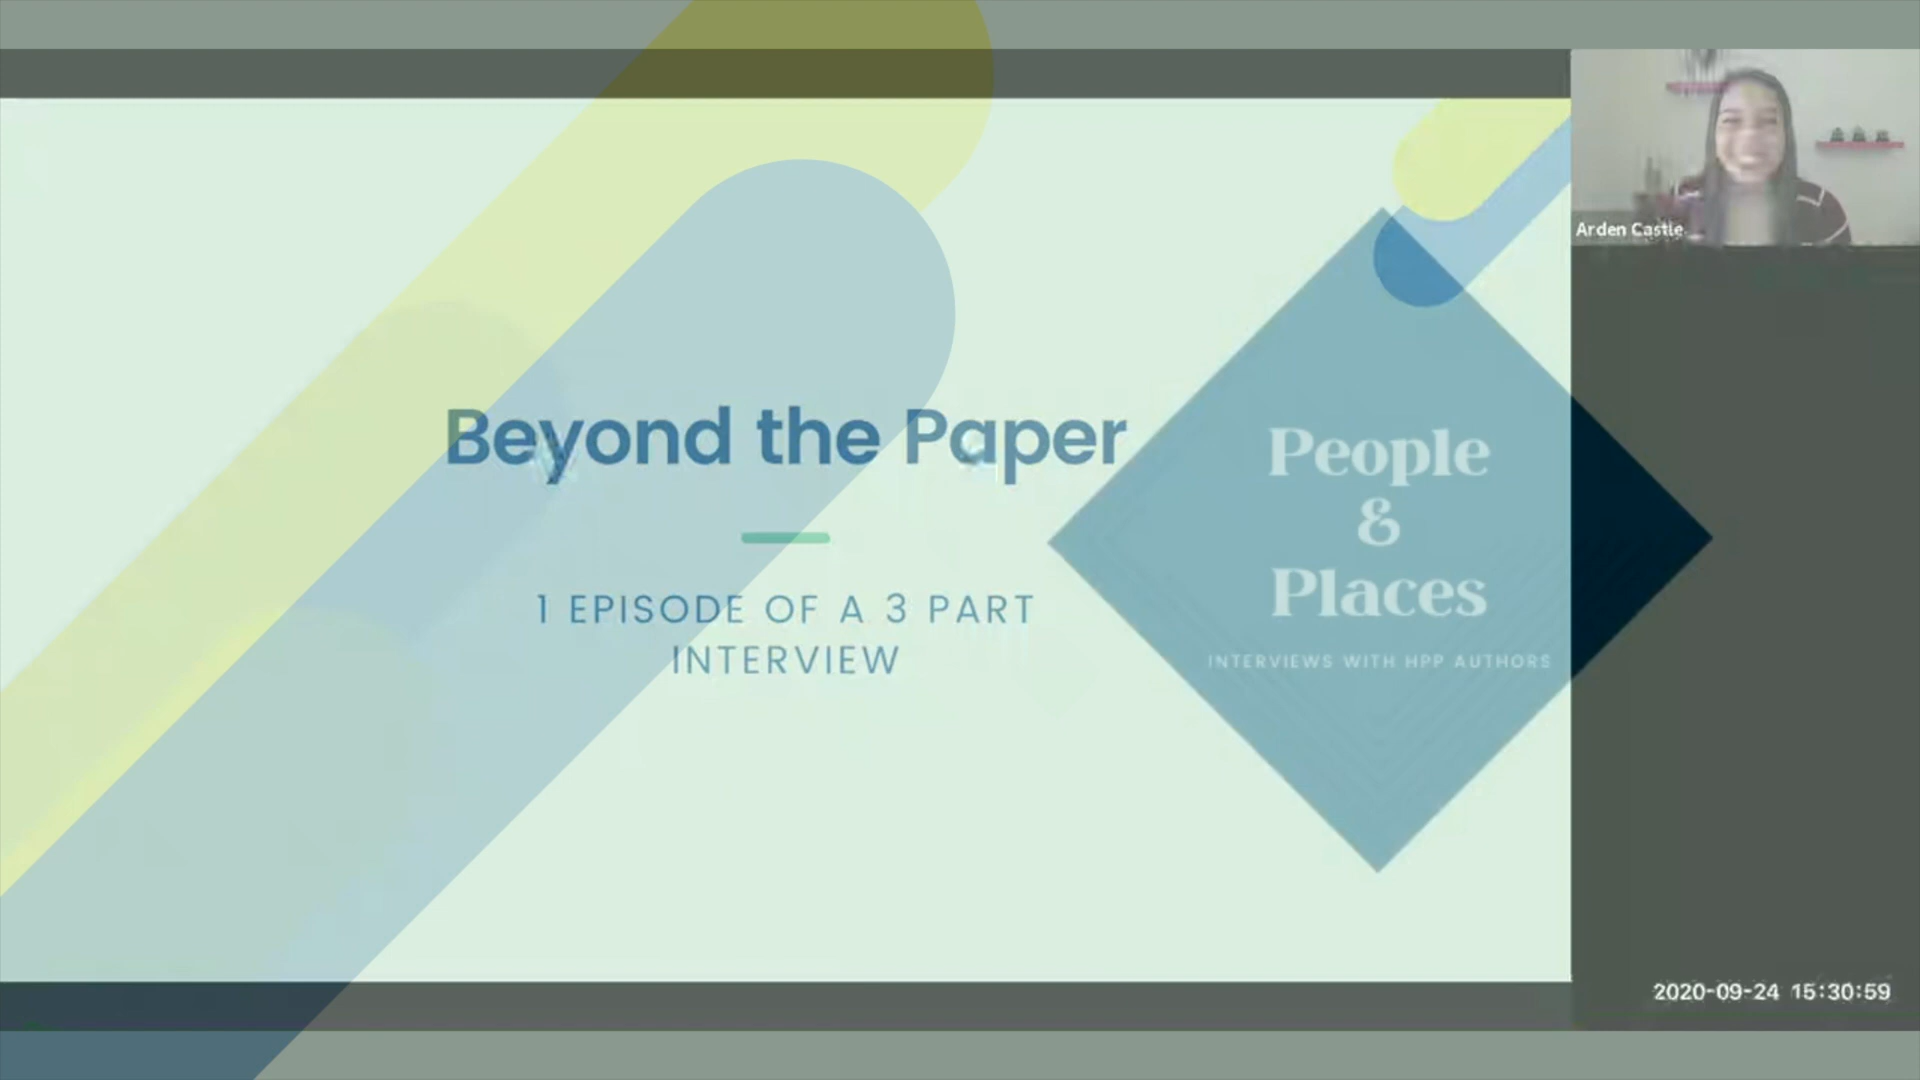 Beyond the Paper
1 EPISODE OF A 3 PART
INTERVIEW
People
&
Places
INTERVIEWS WITH HPP AUTHORS
Arden Castle
2020-09-24 15:30:59